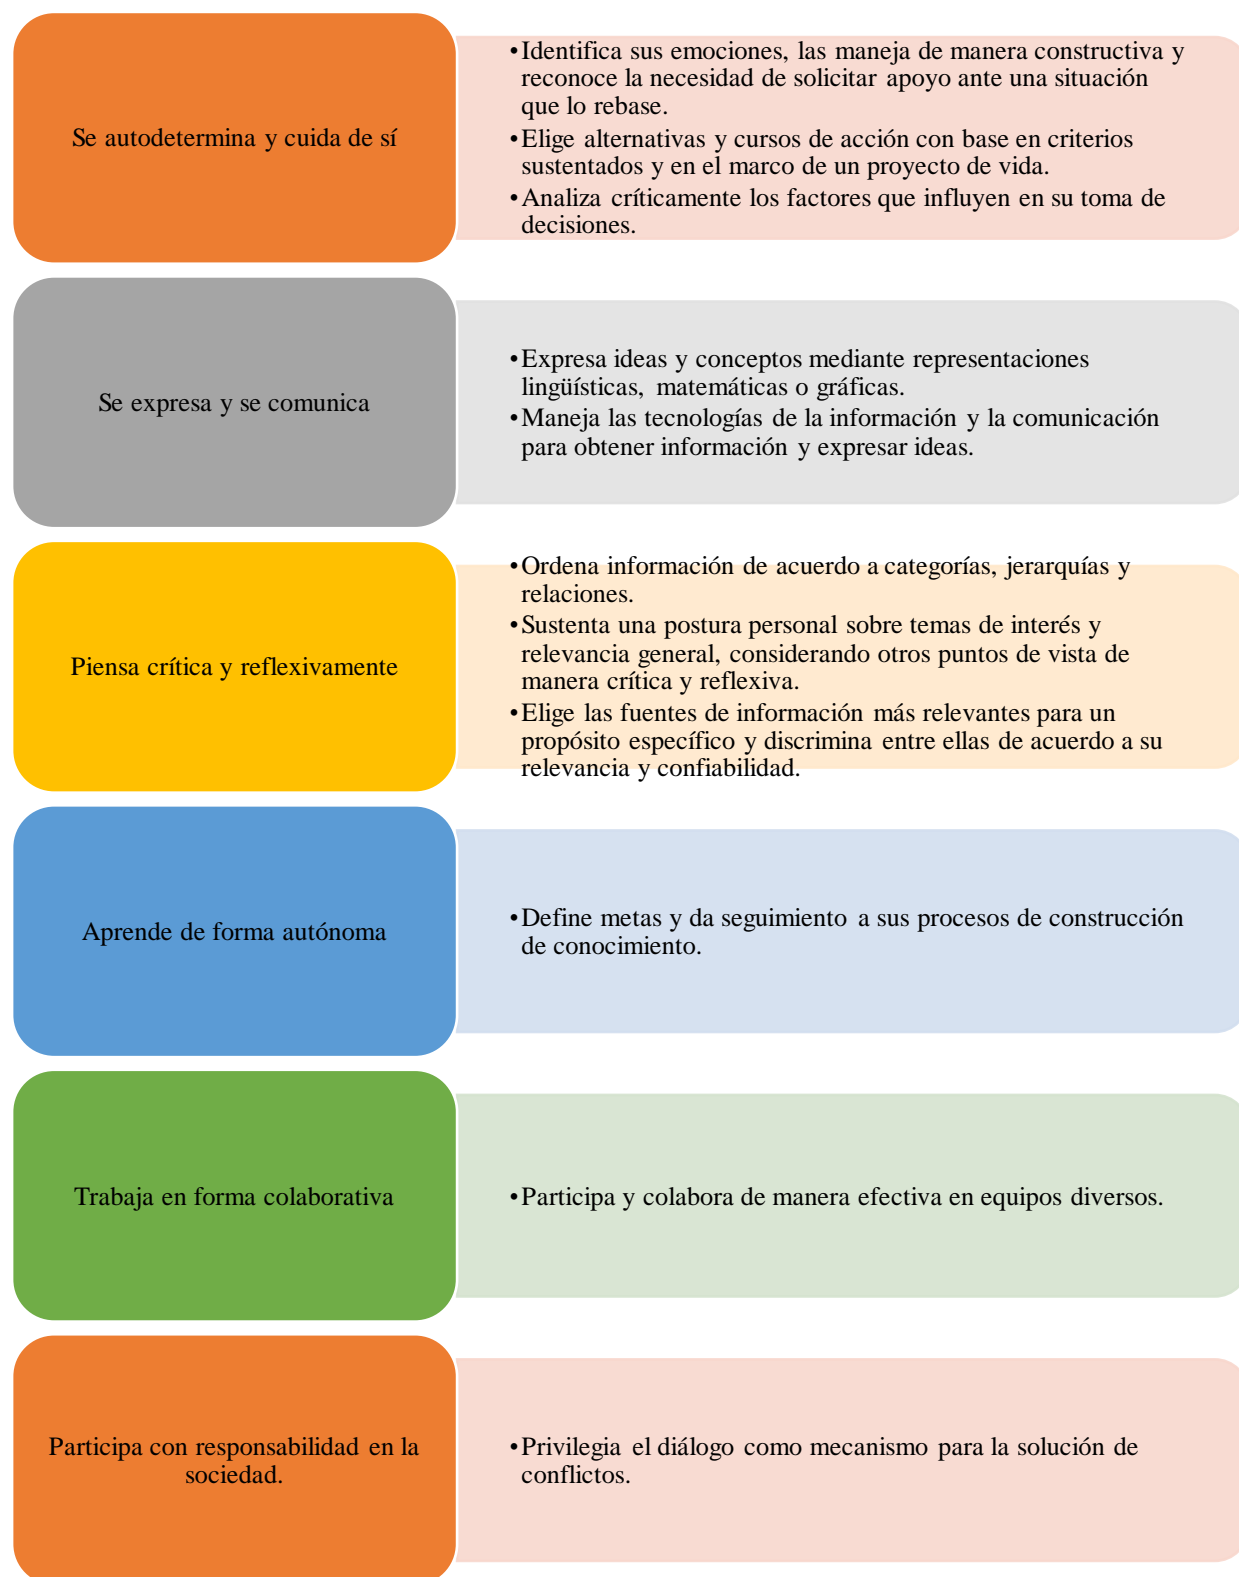 Se autodetermina y cuida de sí
•Identifica sus emociones, las maneja de manera constructiva y
reconoce la necesidad de solicitar apoyo ante una situación
que lo rebase.
•Elige alternativas y cursos de acción con base en criterios
sustentados y en el marco de un proyecto de vida.
•Analiza críticamente los factores que influyen en su toma de
decisiones.
Se expresa y se comunica
•Expresa ideas y conceptos mediante representaciones
lingüísticas, matemáticas o gráficas.
•Maneja las tecnologías de la información y la comunicación
para obtener información y expresar ideas.
Piensa crítica y reflexivamente
•Ordena información de acuerdo a categorías, jerarquías y
relaciones.
•Sustenta una postura personal sobre temas de interés y
relevancia general, considerando otros puntos de vista de
manera crítica y reflexiva.
•Elige las fuentes de información más relevantes para un
propósito específico y discrimina entre ellas de acuerdo a su
relevancia y confiabilidad.
Aprende de forma autónoma
•Define metas y da seguimiento a sus procesos de construcción
de conocimiento.
Trabaja en forma colaborativa
•Participa y colabora de manera efectiva en equipos diversos.
Participa con responsabilidad en la
sociedad.
•Privilegia el diálogo como mecanismo para la solución de
conflictos.